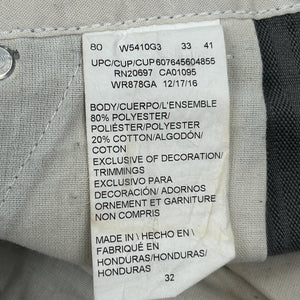 80 W5410G3 33 41
UPC/CUP/CUP607645604855
RN20697 CA01095
WR878GA 12/17/16
BODY/CUERPO/L'ENSEMBLE
80% POLYESTER/
POLIÉSTER/POLYESTER
20% COTTON/ALGODÓN/
COTON
EXCLUSIVE OF DECORATION/
TRIMMINGS
EXCLUSIVO PARA
DECORACIÓN/ ADORNOS
ORNEMENT ET GARNITURE
NON COMPRIS
MADE IN \ HECHO EN /
FABRIQUÉ EN
HONDURAS/HONDURAS/
HONDURAS
32